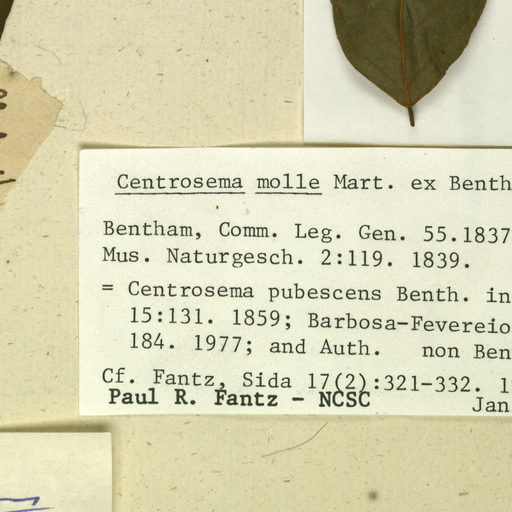 Centrosema molle Mart. ex Benth
Bentham, Comm. Leg. Gen. 55.1837
Mus. Naturgesch. 2:119. 1839.
= Centrosema pubescens Benth. in
15:131. 1859; Barbosa-Fevereio
184. 1977; and Auth. non Ben
Cf. Fantz, Sida 17(2):321-332. 1
Paul R. Fantz - NCSC Jan